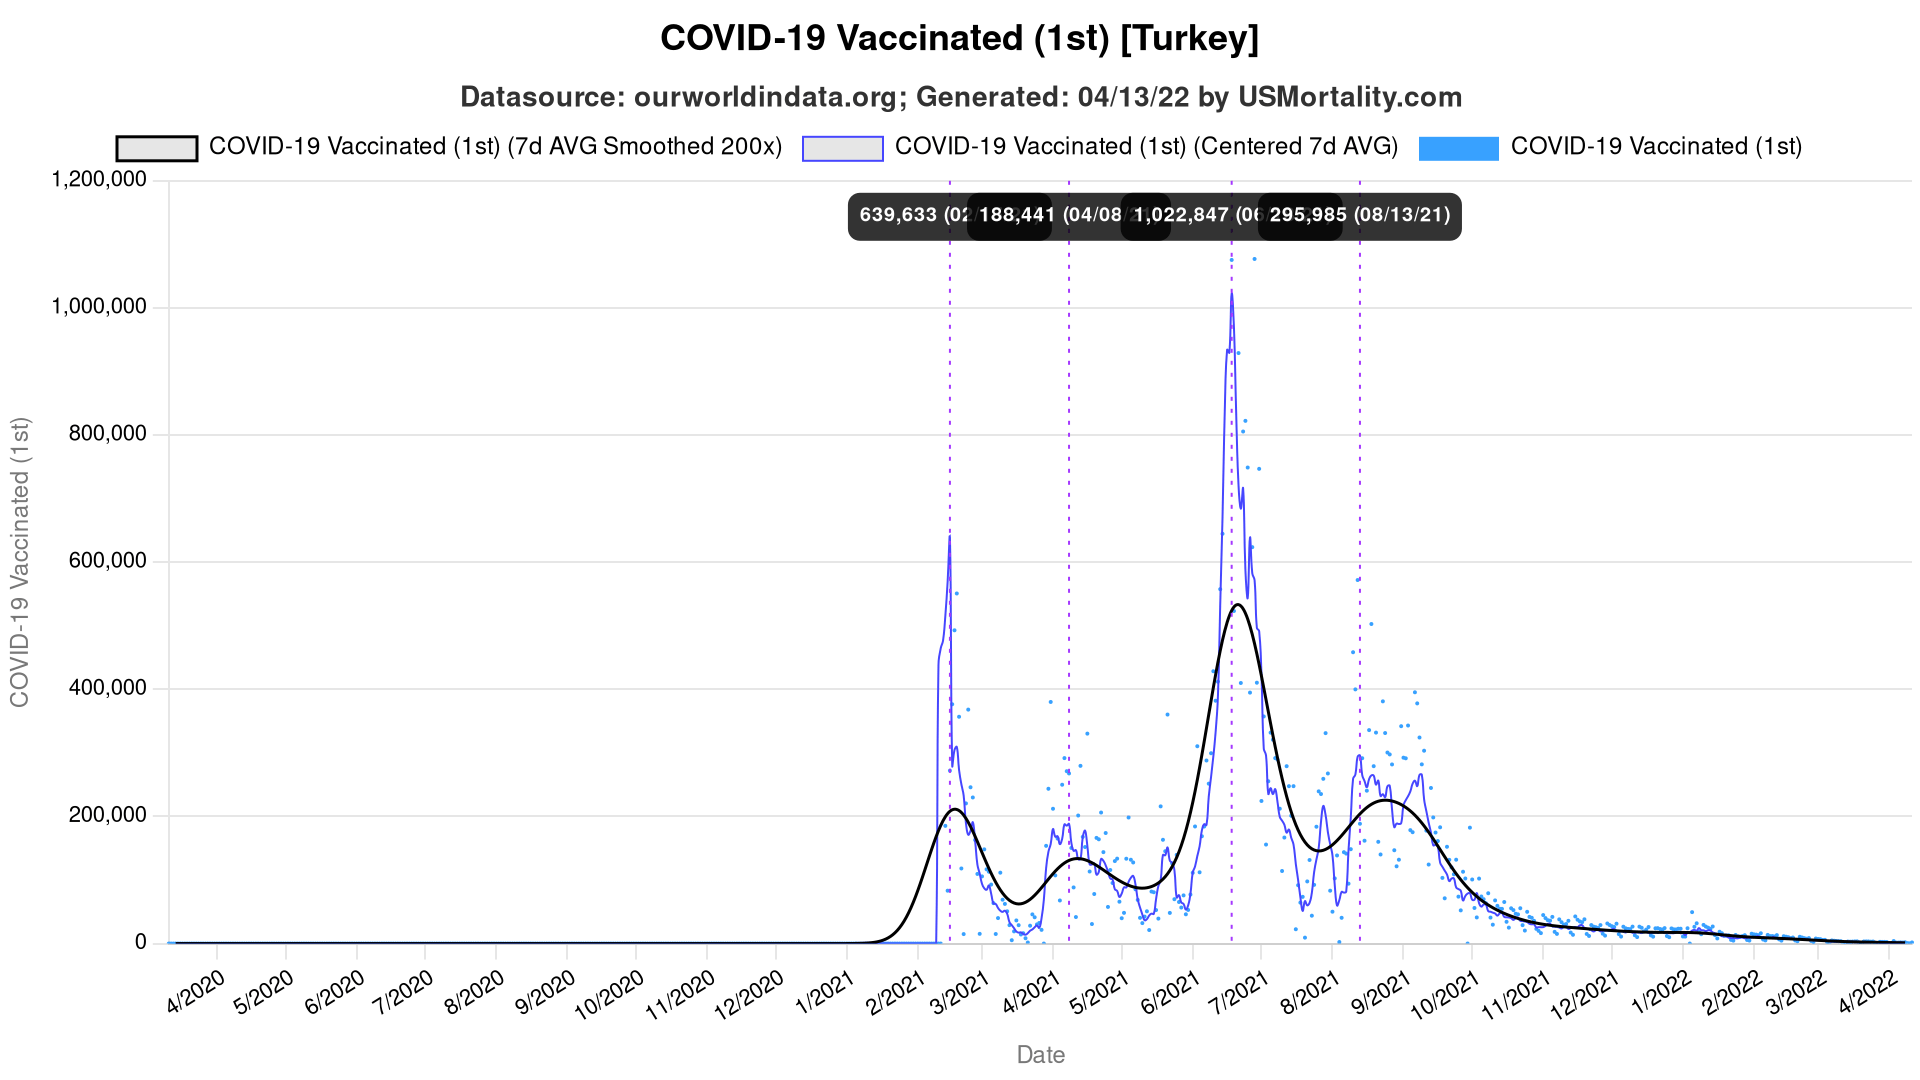 COVID-19 Vaccinated (1st) [Turkey]
Datasource: ourworldindata.org; Generated: 04/13/22 by USMortality.com
COVID-19 Vaccinated (1st) (7d AVG Smoothed 200x) COVID-19 Vaccinated (1st) (Centered 7d AVG) COVID-19 Vaccinated (1st)
639,633 188,441 (04/08 1,022,847 295,985 (08/13/21)
1,200,000
1,000,000
800,000
600,000
400,000
200,000
0
COVID-19 Vaccinated (1st)
4/2020 5/2020 6/2020 7/2020 8/2020 9/2020 10/2020 11/2020 12/2020 1/2021 2/2021 3/2021 4/2021 5/2021 6/2021 7/2021 8/2021 9/2021 10/2021 11/2021 12/2021 1/2022 2/2022 3/2022 4/2022
Date